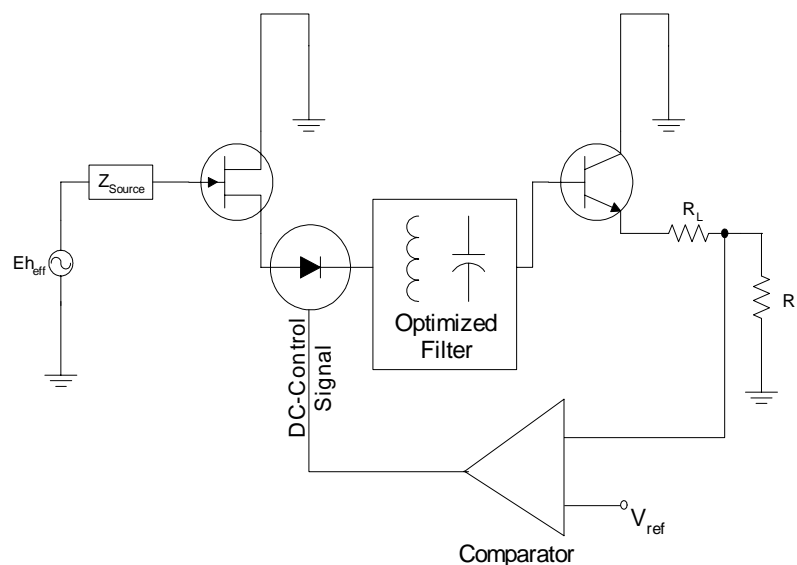 Z_Source
R_L
Eh_eff
R
Optimized
Filter
DC-Control
Signal
V_ref
Comparator